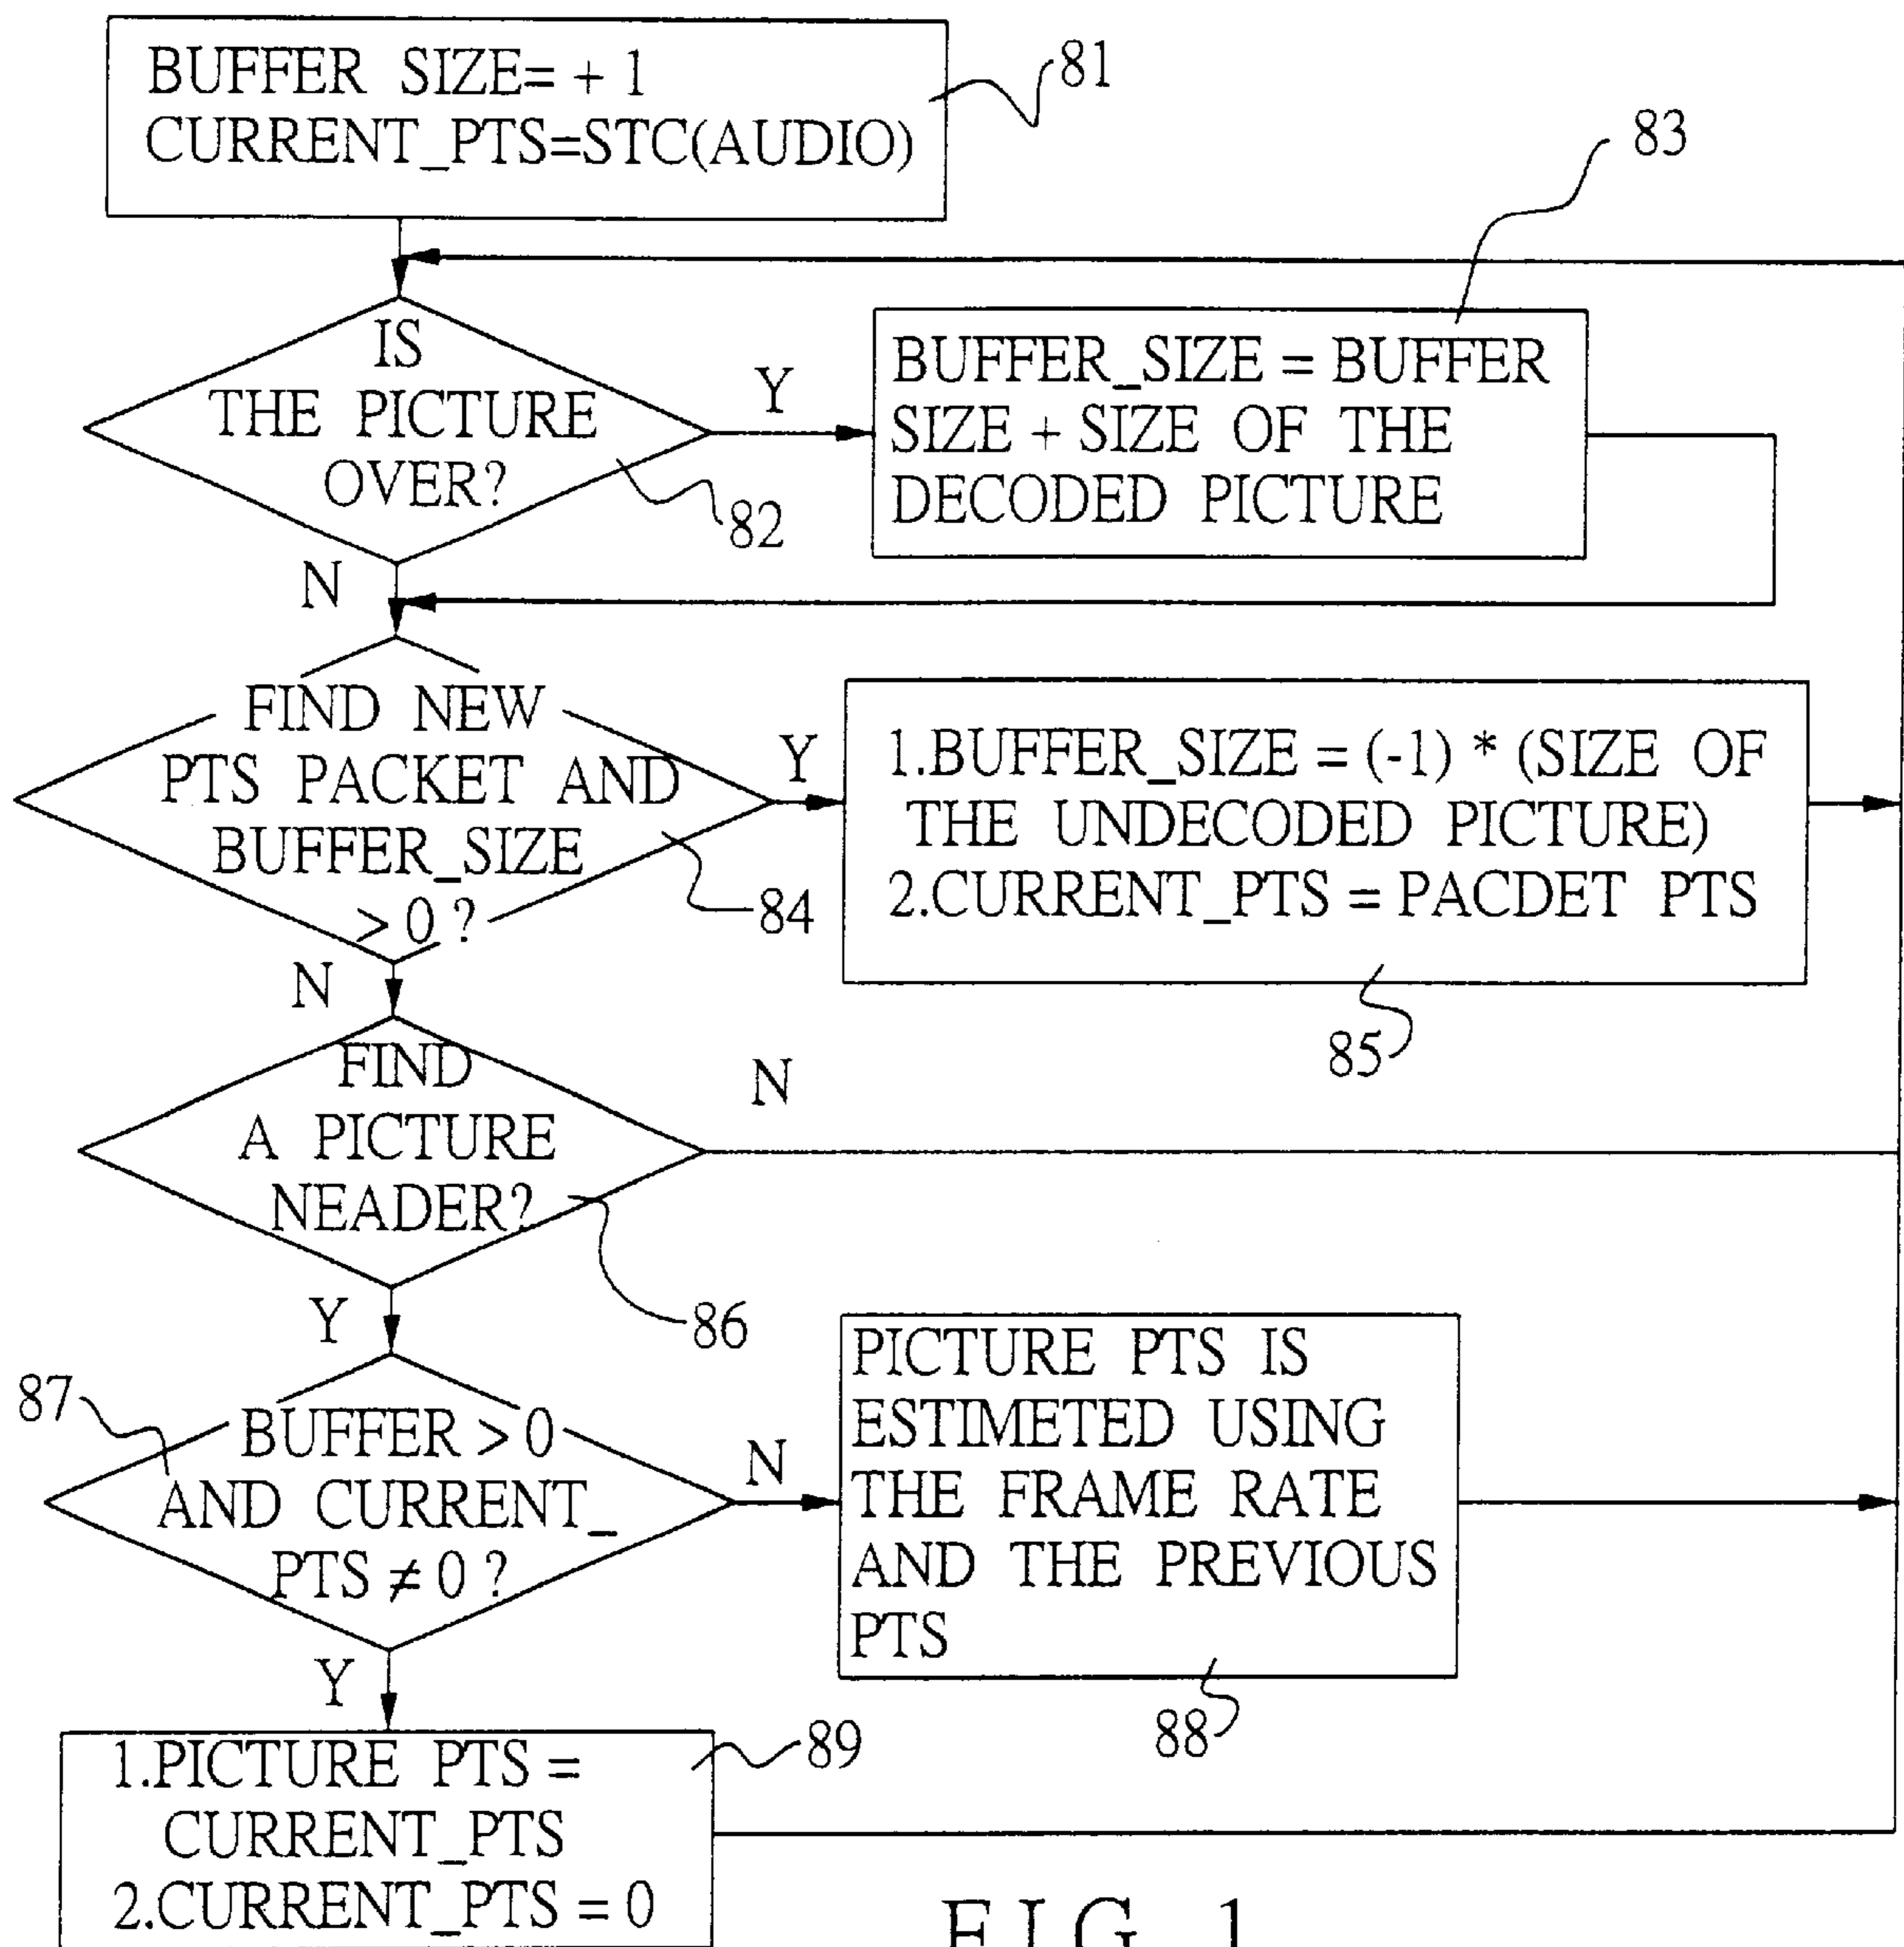 BUFFER SIZE= + 1
CURRENT_PTS=STC(AUDIO)
81
83
IS
THE PICTURE
OVER?
Y
82
N
BUFFER_SIZE = BUFFER
SIZE + SIZE OF THE
DECODED PICTURE
FIND NEW
PTS PACKET AND
BUFFER_SIZE
> 0 ?
Y
84
N
1.BUFFER_SIZE = (-1) * (SIZE OF
THE UNDECODED PICTURE)
2.CURRENT_PTS = PACDET PTS
85
FIND
A PICTURE
NEADER?
N
86
Y
87
BUFFER > 0
AND CURRENT_
PTS ≠ 0 ?
N
Y
PICTURE PTS IS
ESTIMETED USING
THE FRAME RATE
AND THE PREVIOUS
PTS
88
89
1.PICTURE PTS =
CURRENT_PTS
2.CURRENT_PTS = 0
FIG. 1